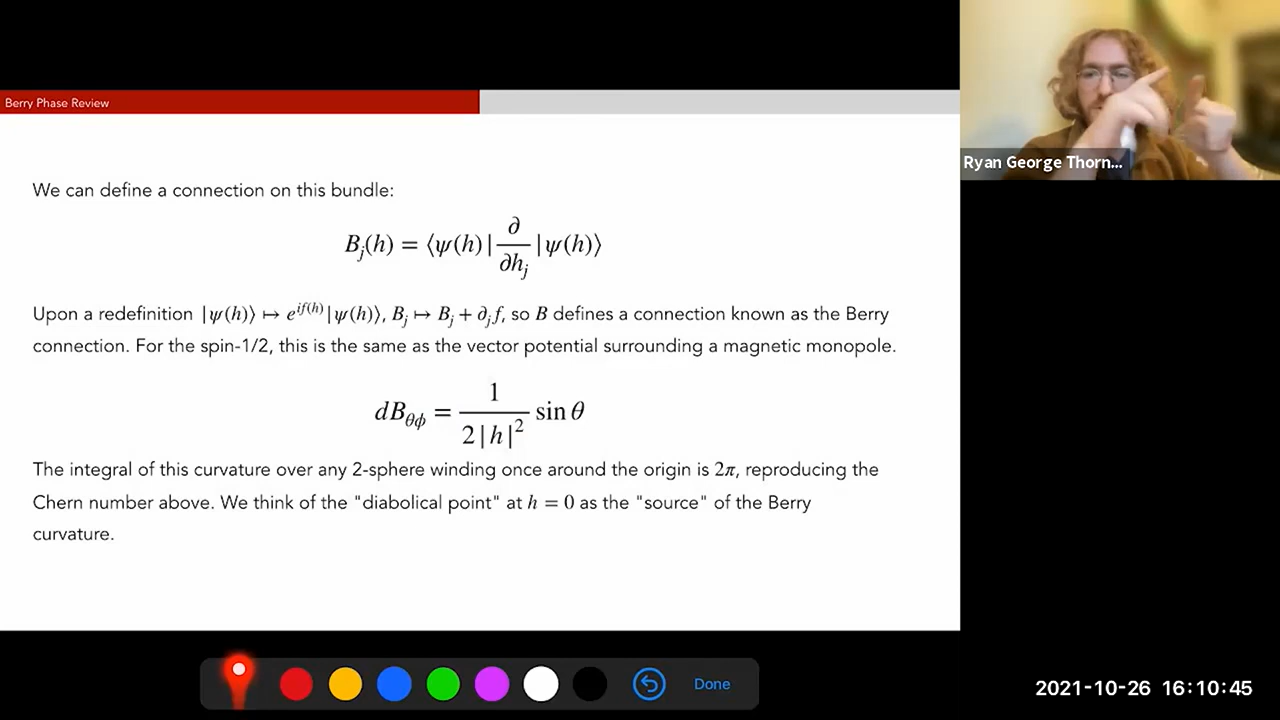 Berry Phase Review
We can define a connection on this bundle:
B_j(h) = ⟨ψ(h)| ∂/∂h_j |ψ(h)⟩
Upon a redefinition |ψ(h)⟩ ↦ e^{if(h)}|ψ(h)⟩, B_j ↦ B_j + ∂_j f, so B defines a connection known as the Berry
connection. For the spin-1/2, this is the same as the vector potential surrounding a magnetic monopole.
dB_{θϕ} = 1/(2|h|^2) sin θ
The integral of this curvature over any 2-sphere winding once around the origin is 2π, reproducing the
Chern number above. We think of the "diabolical point" at h = 0 as the "source" of the Berry
curvature.
Ryan George Thorn...
Done
2021-10-26 16:10:45